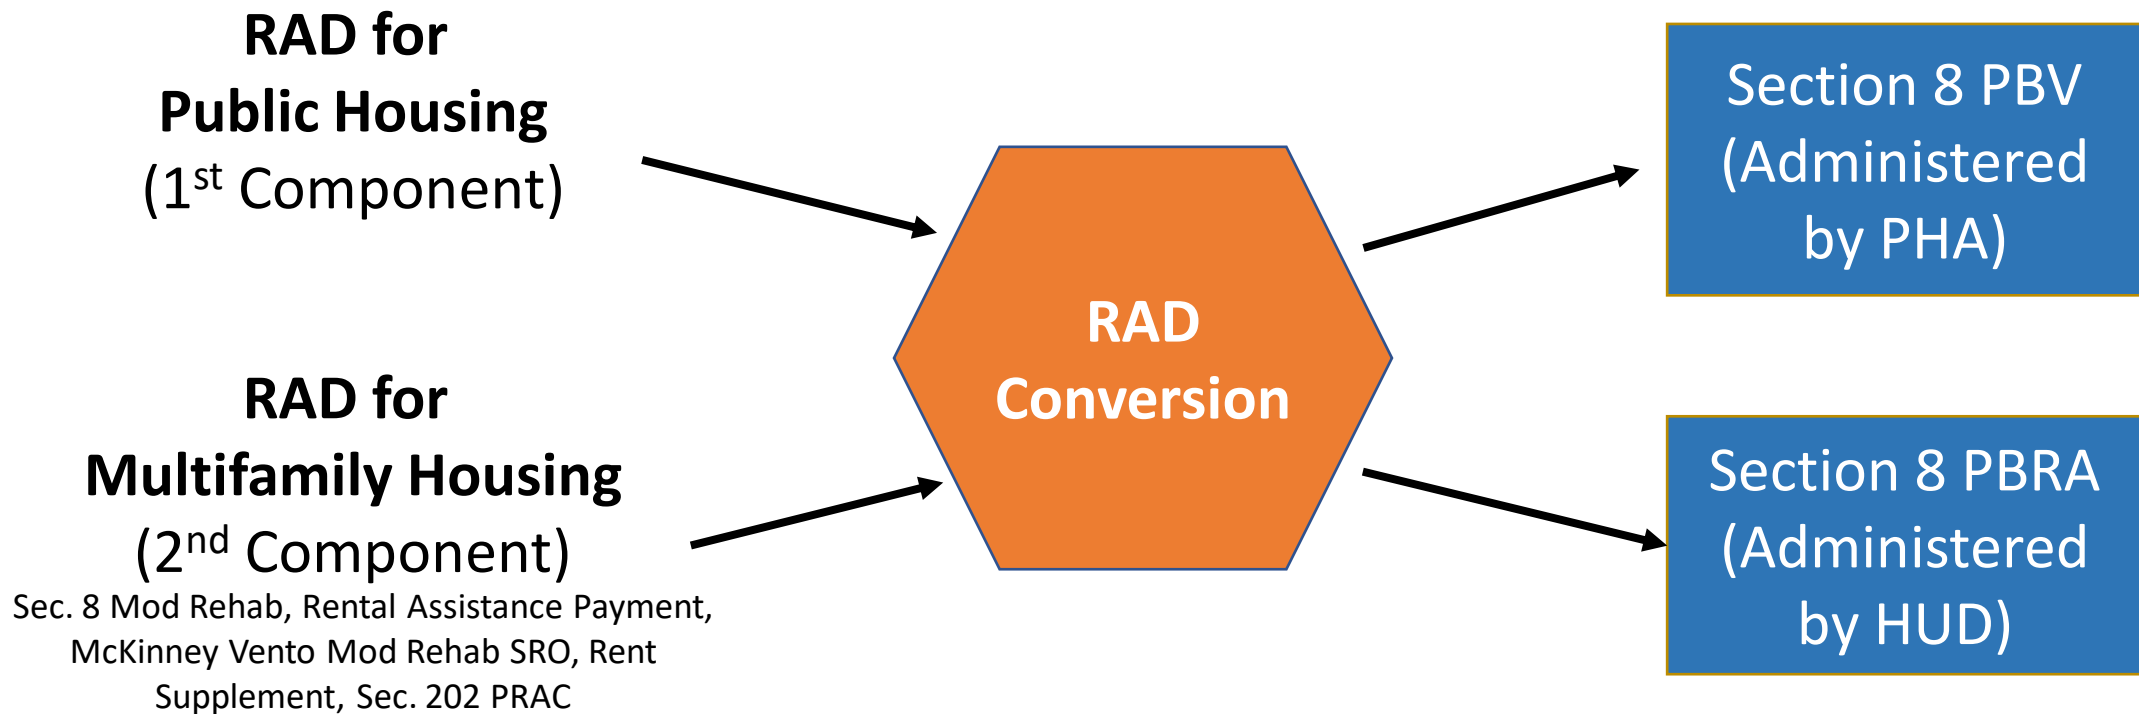 RAD for
Public Housing
(1st Component)
RAD for
Multifamily Housing
(2nd Component)
Sec. 8 Mod Rehab, Rental Assistance Payment,
McKinney Vento Mod Rehab SRO, Rent
Supplement, Sec. 202 PRAC
RAD
Conversion
Section 8 PBV
(Administered
by PHA)
Section 8 PBRA
(Administered
by HUD)